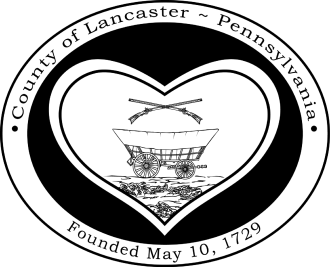 County of Lancaster ~ Pennsylvania
Founded May 10, 1729